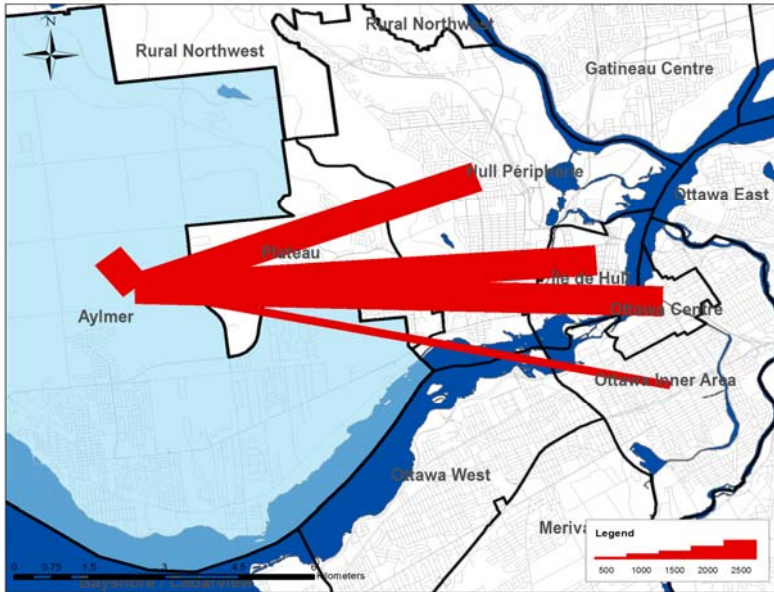 N
Rural Northwest
Rural Northwest
Gatineau Centre
Hull Périphérie
Ottawa East
Plateau
Île de Hull
Aylmer
Ottawa Centre
Ottawa Inner Area
Ottawa West
Legend
500 1000 1500 2000 2500
0 0.75 1.5 3 4.5 6
Kilometers